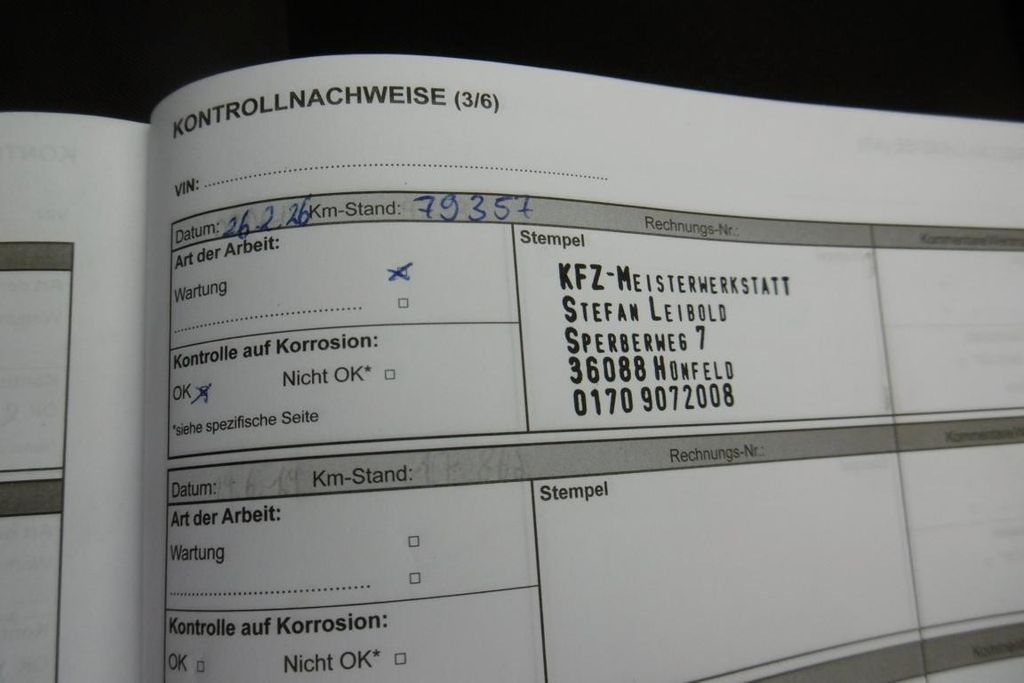 KONTROLLNACHWEISE (3/6)
VIN:
Datum: 26.2.26 Km-Stand: 79357 Rechnungs-Nr.:
Art der Arbeit:
Wartung
Kontrolle auf Korrosion:
OK Nicht OK*
*siehe spezifische Seite
Stempel
KFZ-MEISTERWERKSTATT
STEFAN LEIBOLD
SPERBERWEG 7
36088 HÜNFELD
0170 9072008
Datum: Km-Stand: Rechnungs-Nr.:
Art der Arbeit:
Wartung
Kontrolle auf Korrosion:
OK Nicht OK*
Stempel